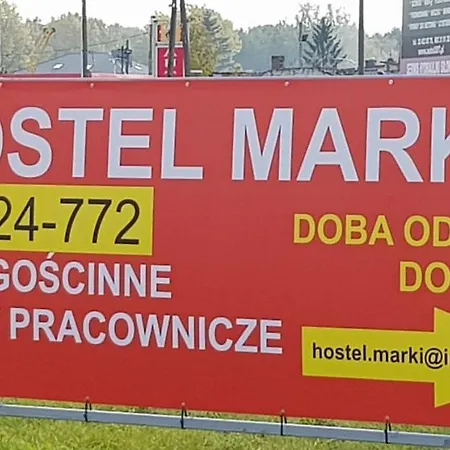 OSTEL MARK
24-772
DOBA OD
GOŚCINNE
DO
PRACOWNICZE
hostel.marki@i